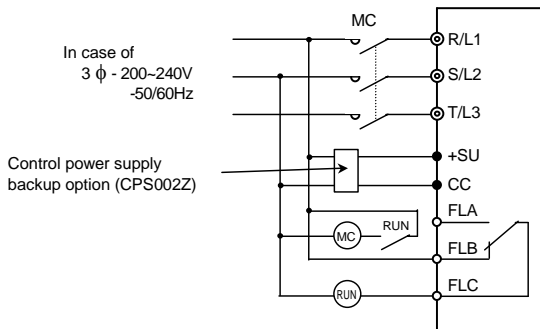 MC
In case of
3 ϕ - 200~240V
-50/60Hz
R/L1
S/L2
T/L3
Control power supply
backup option (CPS002Z)
+SU
CC
FLA
MC
RUN
FLB
RUN
FLC